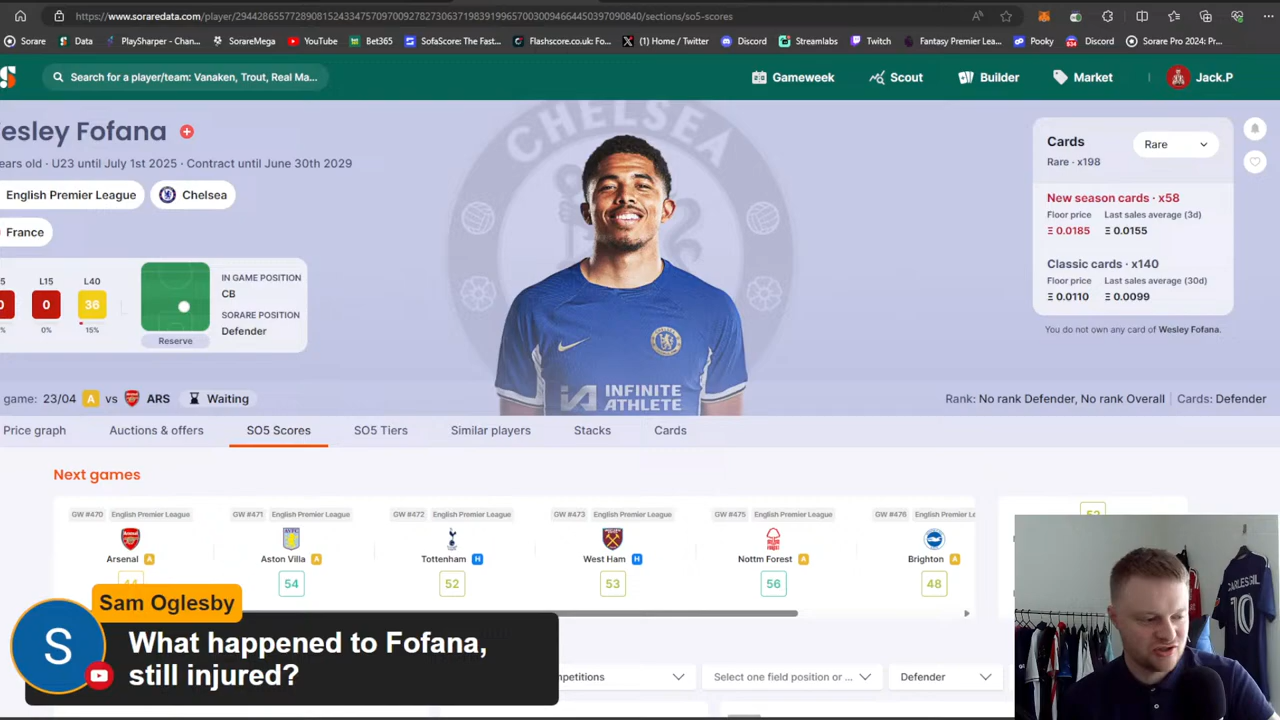 https://www.soraredata.com/player/29442865577289081524334757097009278273063719839199657003009464450397090840/sections/so5-scores
Sorare
Data
PlaySharper - Chan...
SorareMega
YouTube
Bet365
SofaScore: The Fast...
Flashscore.co.uk: Fo...
(1) Home / Twitter
Discord
Streamlabs
Twitch
Fantasy Premier Lea...
Pooky
Discord
Sorare Pro 2024: Pr...
Search for a player/team: Vanaken, Trout, Real Ma...
Gameweek
Scout
Builder
Market
Jack.P
CHELSEA
esley Fofana
ears old · U23 until July 1st 2025 · Contract until June 30th 2029
English Premier League
Chelsea
France
5 L15 L40
0 0 36
% 0% 15%
Reserve
IN GAME POSITION
CB
SORARE POSITION
Defender
INFINITE
ATHLETE
Cards
Rare
Rare · x198
New season cards · x58
Floor price Last sales average (3d)
Ξ 0.0185 Ξ 0.0155
Classic cards · x140
Floor price Last sales average (30d)
Ξ 0.0110 Ξ 0.0099
You do not own any card of Wesley Fofana.
game: 23/04 A vs ARS Waiting
Rank: No rank Defender, No rank Overall Cards: Defender
Price graph
Auctions & offers
SO5 Scores
SO5 Tiers
Similar players
Stacks
Cards
Next games
GW #470 English Premier League
GW #471 English Premier League
GW #472 English Premier League
GW #473 English Premier League
GW #475 English Premier League
GW #476 English Premier Le
Arsenal A
Aston Villa A
Tottenham H
West Ham H
Nottm Forest A
Brighton A
54
52
53
56
48
Sam Oglesby
S
What happened to Fofana,
still injured?
mpetitions
Select one field position or ...
Defender
10